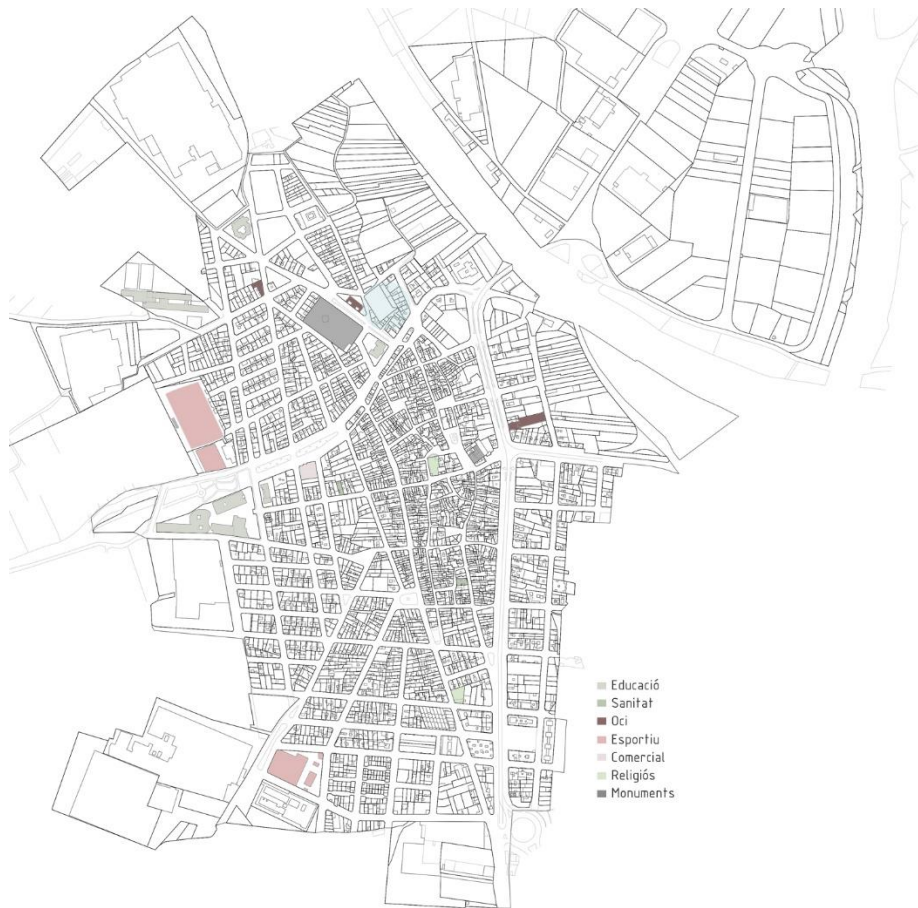 Educació
Sanitat
Oci
Esportiu
Comercial
Religiós
Monuments